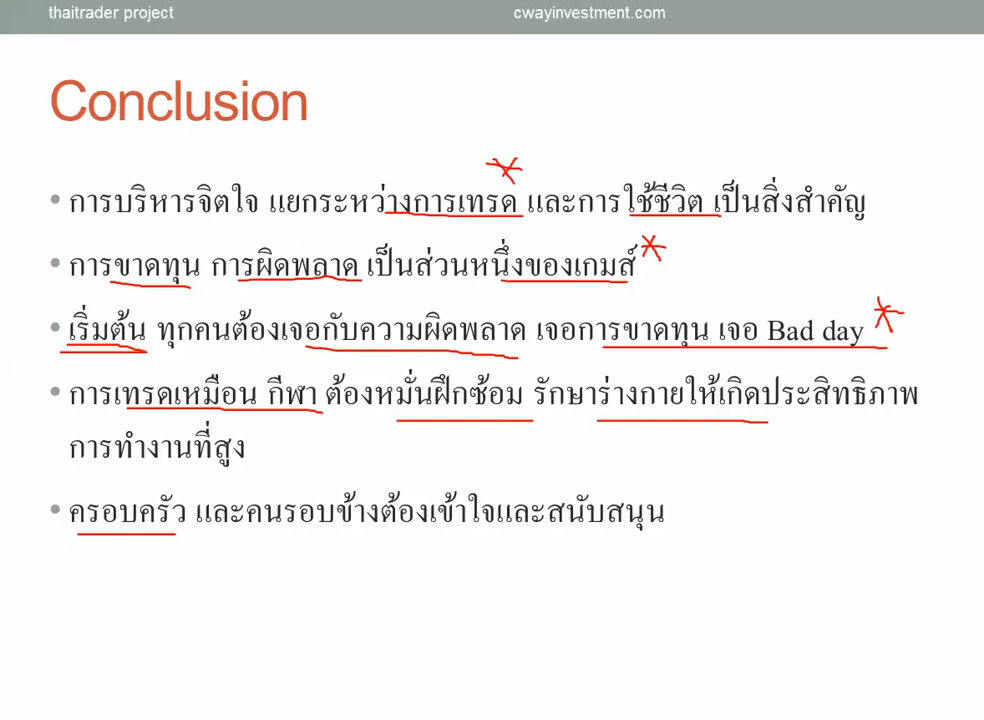 thaitrader project
cwayinvestment.com
Conclusion
• การบริหารจิตใจ แยกระหว่างการเทรด และการใช้ชีวิต เป็นสิ่งสำคัญ
• การขาดทุน การผิดพลาด เป็นส่วนหนึ่งของเกมส์
• เริ่มต้น ทุกคนต้องเจอกับความผิดพลาด เจอการขาดทุน เจอ Bad day
• การเทรดเหมือน กีฬา ต้องหมั่นฝึกซ้อม รักษาร่างกายให้เกิดประสิทธิภาพ
การทำงานที่สูง
• ครอบครัว และคนรอบข้างต้องเข้าใจและสนับสนุน